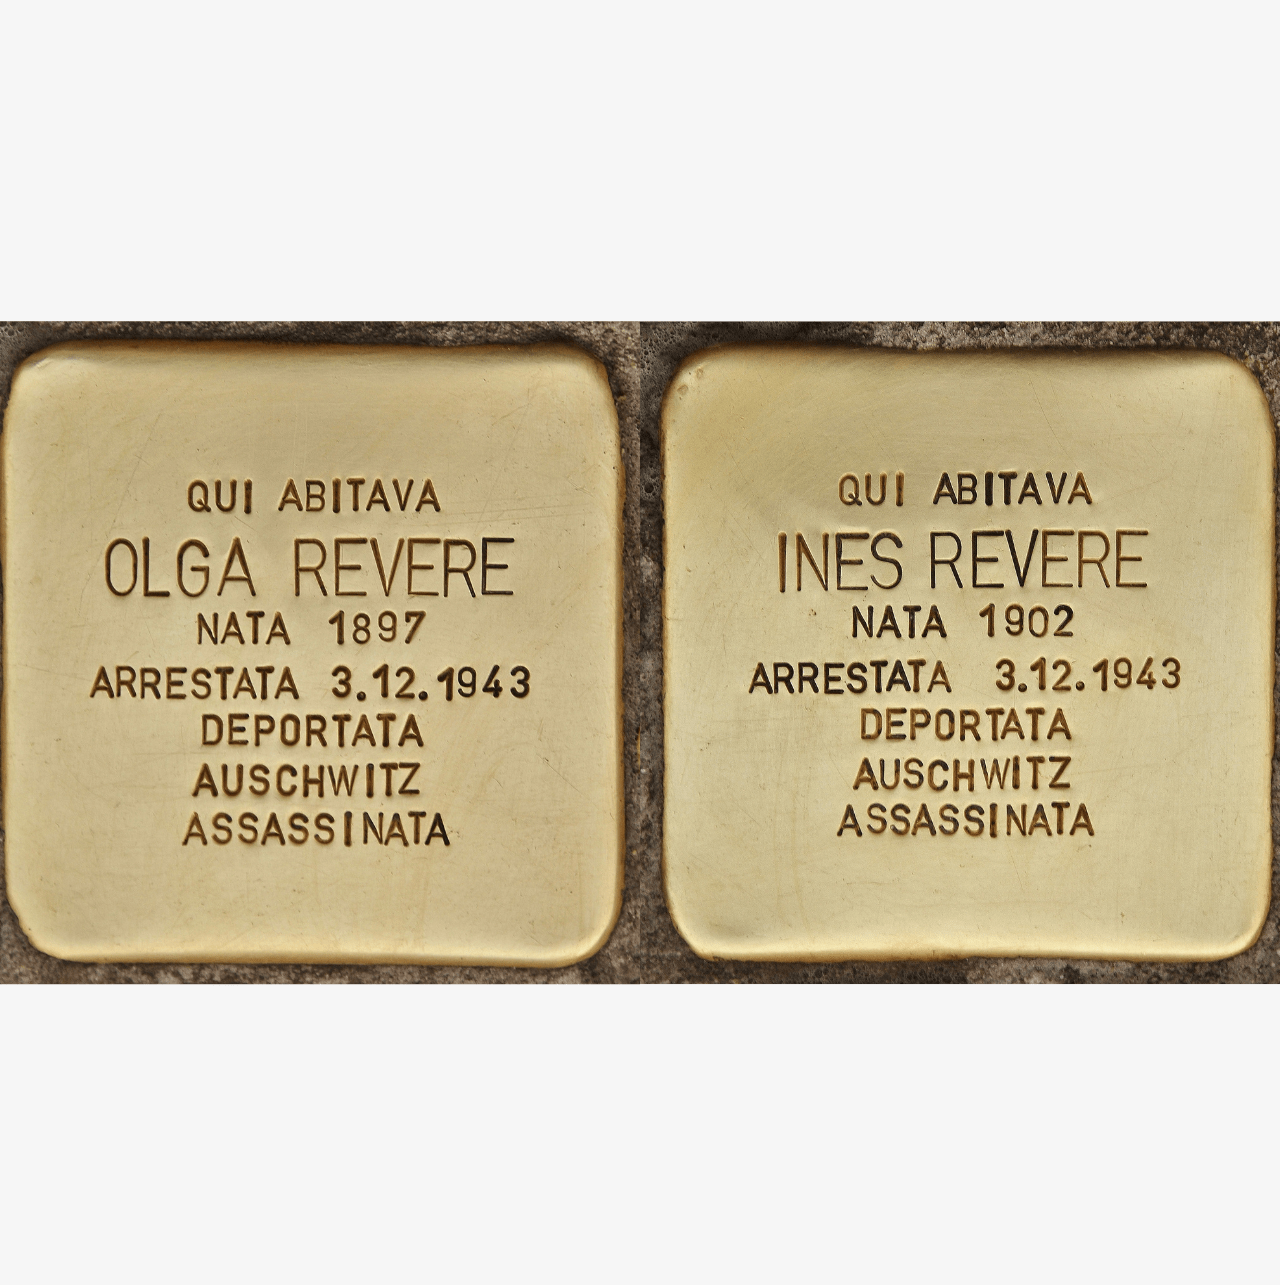 QUI ABITAVA
OLGA REVERE
NATA 1897
ARRESTATA 3.12.1943
DEPORTATA
AUSCHWITZ
ASSASSINATA
QUI ABITAVA
INES REVERE
NATA 1902
ARRESTATA 3.12.1943
DEPORTATA
AUSCHWITZ
ASSASSINATA